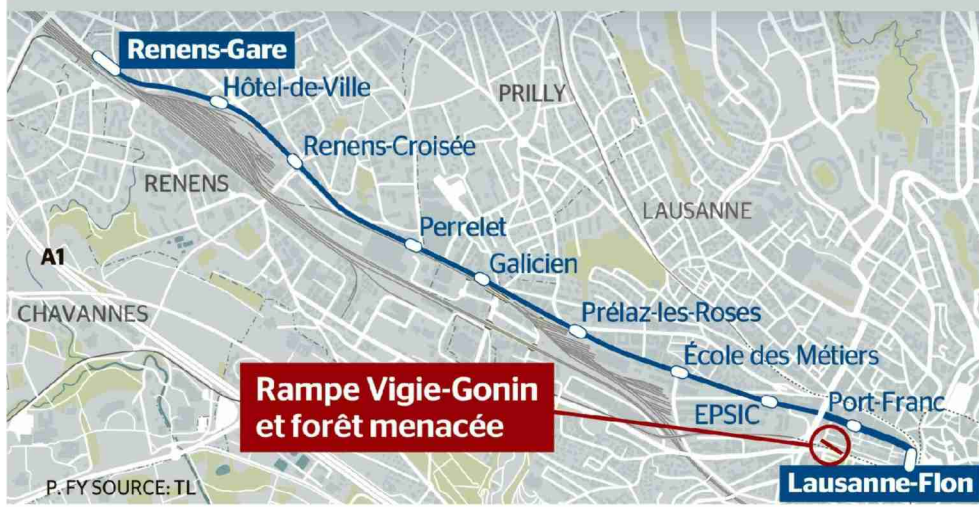 Renens-Gare
Hôtel-de-Ville
PRILLY
Renens-Croisée
RENENS
LAUSANNE
Perrelet
A1
Galicien
CHAVANNES
Prélaz-les-Roses
École des Métiers
Rampe Vigie-Gonin
et forêt menacée
EPSIC
Port-Franc
P. FY SOURCE: TL
Lausanne-Flon